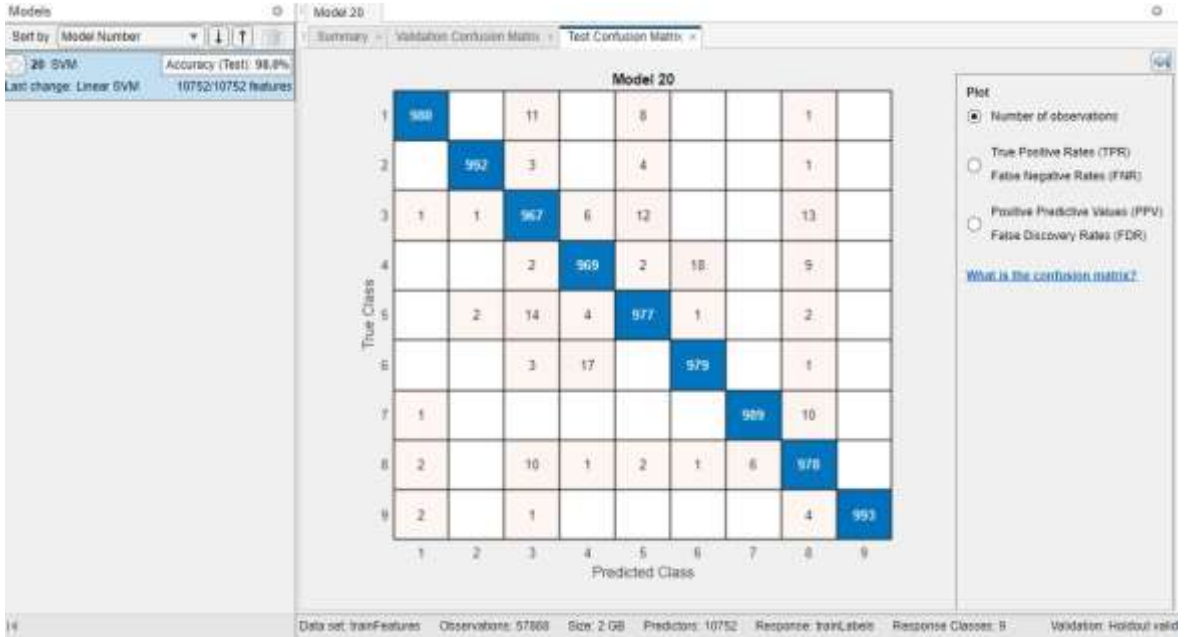 Models
Sort by Model Number
20 SVM Accuracy (Test): 98.0%
Last change: Linear SVM 10752/10752 features
Model 20
Summary Validation Confusion Matrix Test Confusion Matrix
Model 20
1 980 11 8 1
2 992 3 4 1
3 1 1 967 6 12 13
4 2 969 2 18 9
5 2 14 4 977 1 2
6 3 17 979 1
7 1 989 10
8 2 10 1 2 1 6 978
9 2 1 4 993
1 2 3 4 5 6 7 8 9
True Class
Predicted Class
Plot
Number of observations
True Positive Rates (TPR)
False Negative Rates (FNR)
Positive Predictive Values (PPV)
False Discovery Rates (FDR)
What is the confusion matrix?
Data set: trainFeatures Observations: 57868 Size: 2 GB Predictors: 10752 Response: trainLabels Response Classes: 9 Validation: Holdout valid